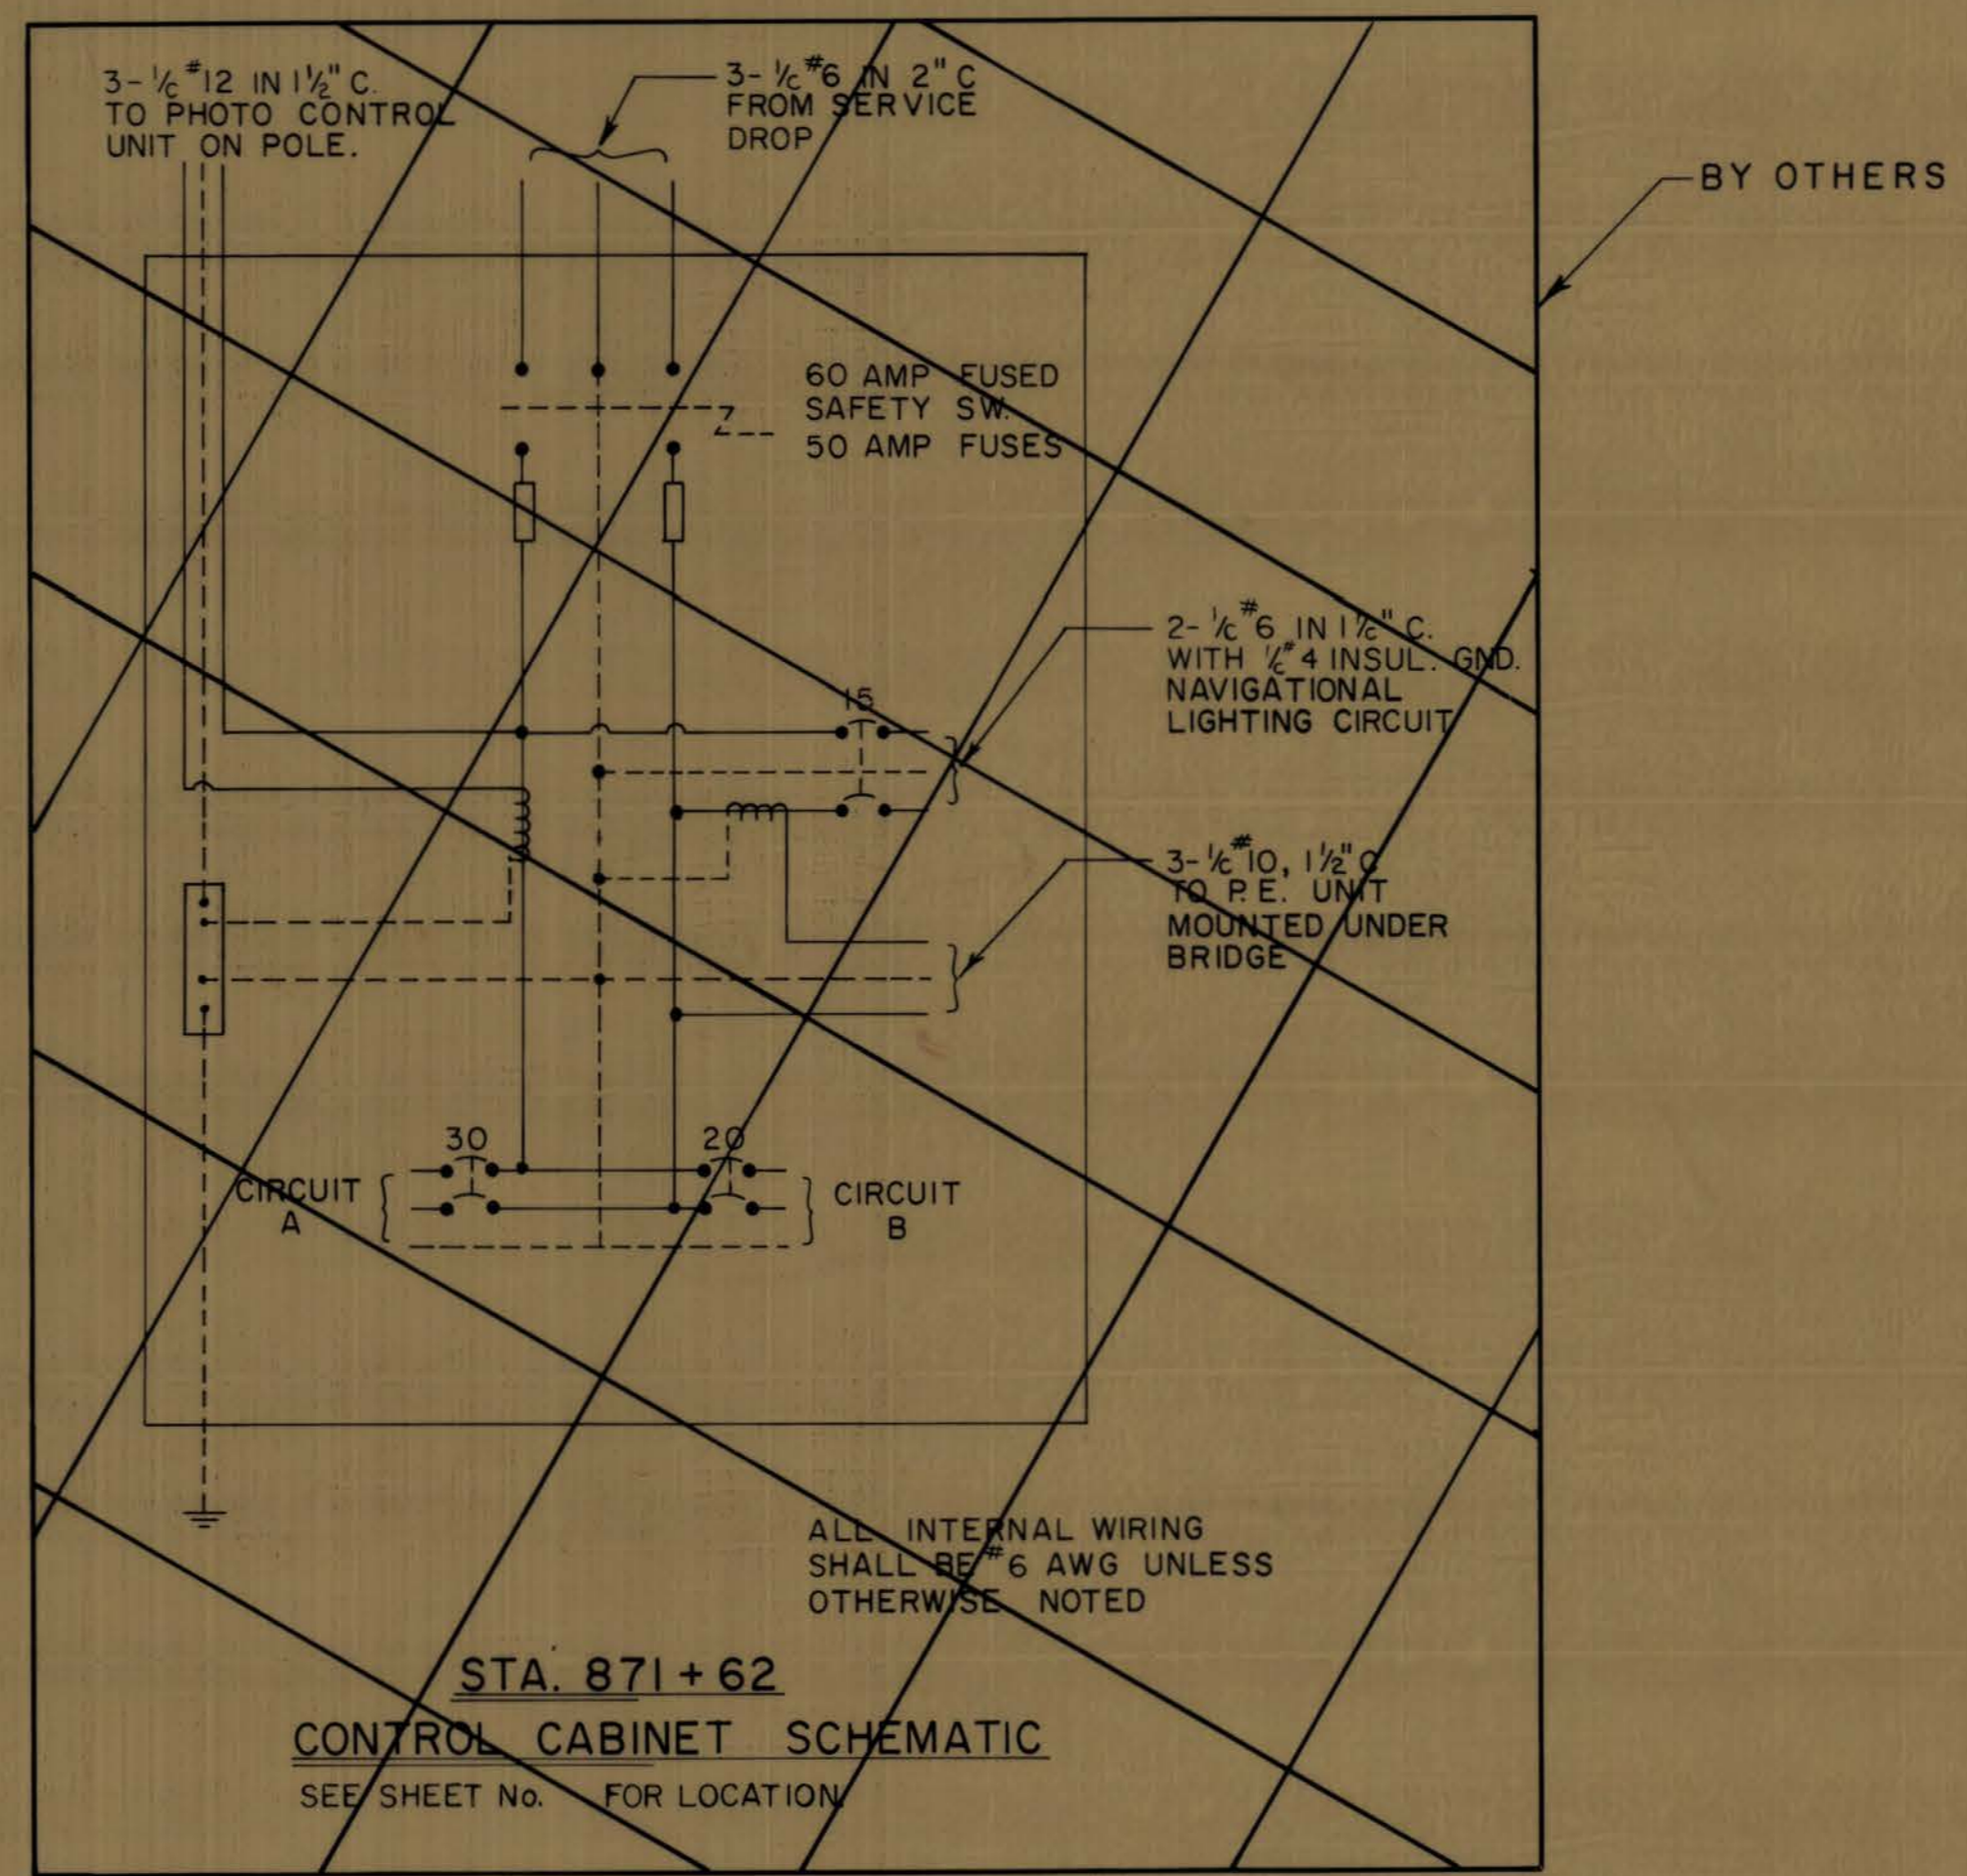 3-1/c #12 IN 1½" C.
TO PHOTO CONTROL
UNIT ON POLE.
3-1/c #6 IN 2" C
FROM SERVICE
DROP
BY OTHERS
60 AMP FUSED
SAFETY SW.
50 AMP FUSES
2-1/c #6 IN 1½" C.
WITH 1/c #4 INSUL. GND.
NAVIGATIONAL
LIGHTING CIRCUIT
15
3-1/c #10, 1½" C
TO P.E. UNIT
MOUNTED UNDER
BRIDGE
30
20
CIRCUIT
A
CIRCUIT
B
ALL INTERNAL WIRING
SHALL BE #6 AWG UNLESS
OTHERWISE NOTED
STA. 871+62
CONTROL CABINET SCHEMATIC
SEE SHEET No. FOR LOCATION.